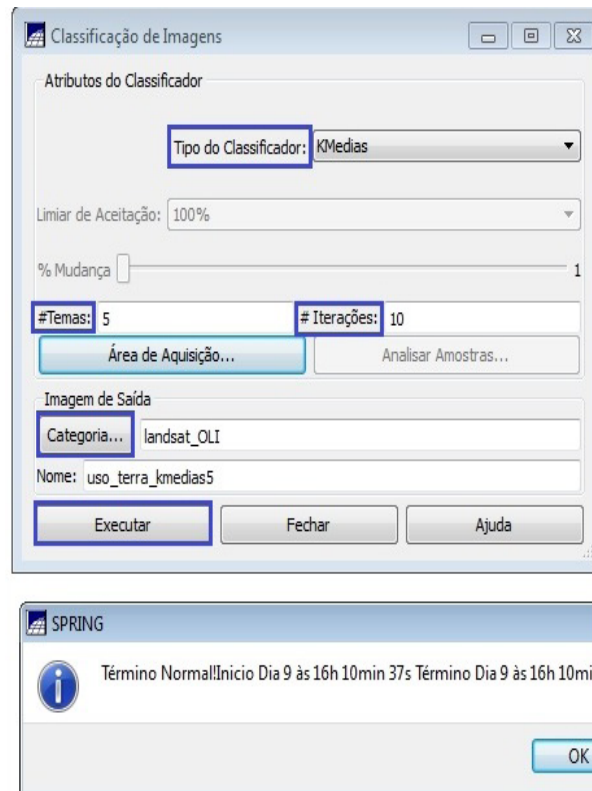 Classificação de Imagens
Atributos do Classificador
Tipo do Classificador: KMedias
Limiar de Aceitação: 100%
% Mudança 1
#Temas: 5 # Iterações: 10
Área de Aquisição... Analisar Amostras...
Imagem de Saída
Categoria... landsat_OLI
Nome: uso_terra_kmedias5
Executar Fechar Ajuda
SPRING
Término Normal!Inicio Dia 9 às 16h 10min 37s Término Dia 9 às 16h 10mi
OK